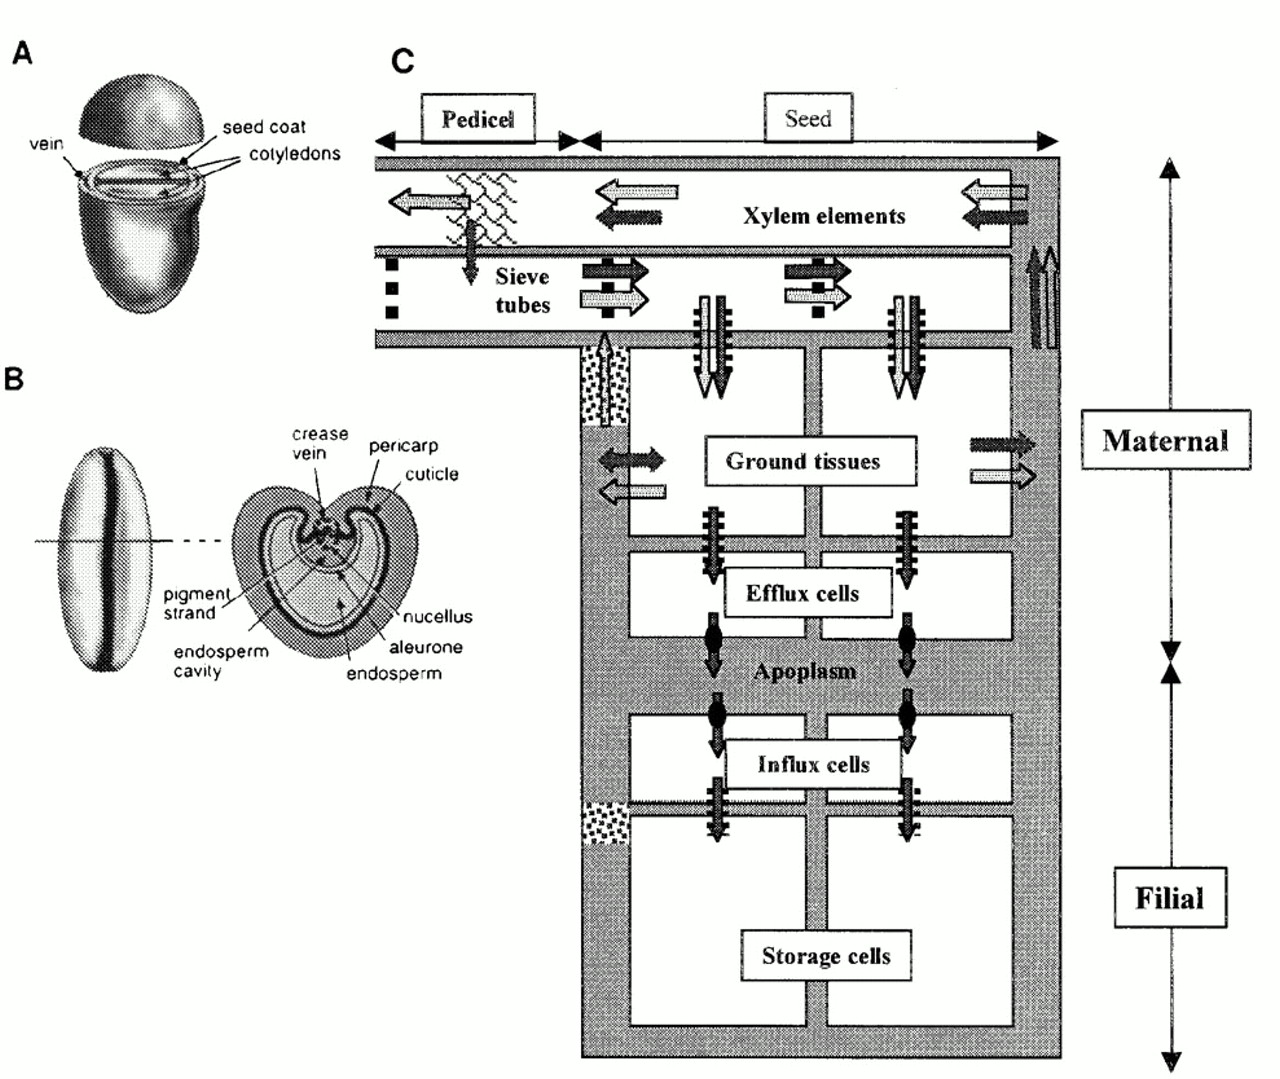 A
vein
seed coat
cotyledons
B
crease
vein
pericarp
cuticle
pigment
strand
endosperm
cavity
nucellus
aleurone
endosperm
C
Pedicel
Seed
Xylem elements
Sieve
tubes
Ground tissues
Efflux cells
Apoplasm
Influx cells
Storage cells
Maternal
Filial